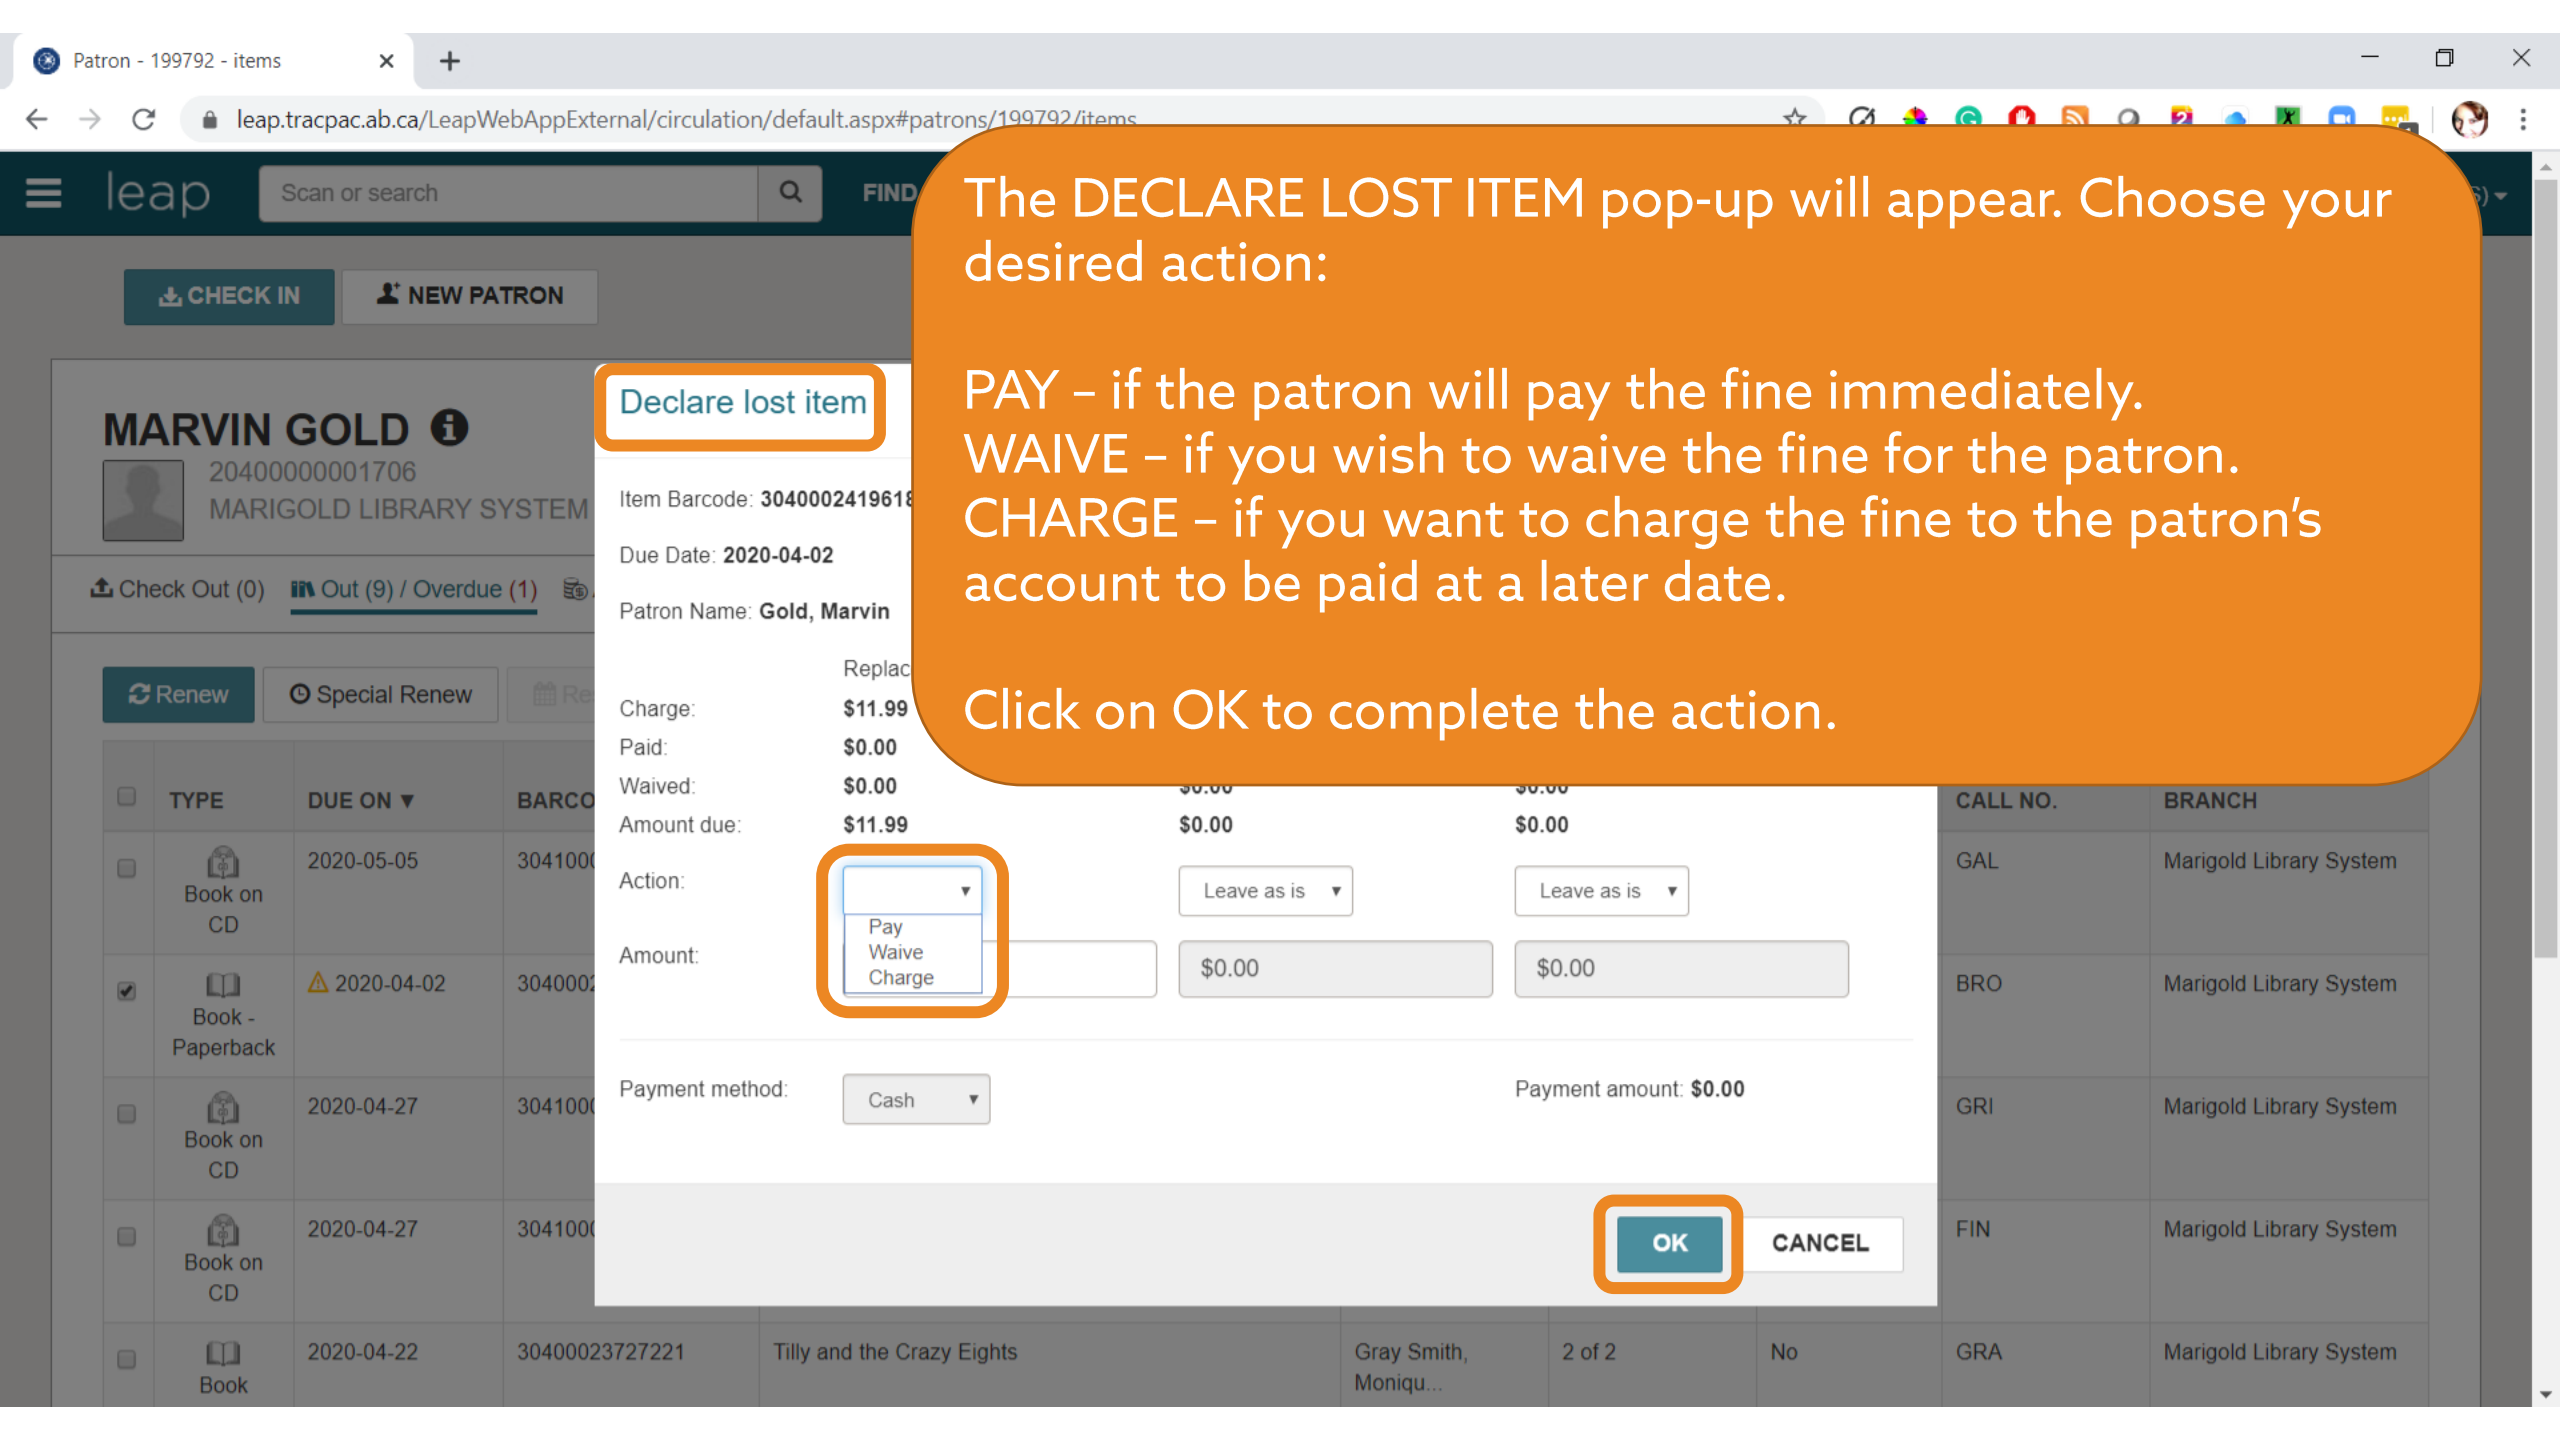 Patron - 199792 - items
leap.tracpac.ab.ca/LeapWebAppExternal/circulation/default.aspx#patrons/199792/items
leap
Scan or search
FIND
The DECLARE LOST ITEM pop-up will appear. Choose your
desired action:
PAY – if the patron will pay the fine immediately.
WAIVE – if you wish to waive the fine for the patron.
CHARGE – if you want to charge the fine to the patron's
account to be paid at a later date.
Click on OK to complete the action.
CHECK IN
NEW PATRON
MARVIN GOLD
20400000001706
MARIGOLD LIBRARY SYSTEM
Check Out (0) Out (9) / Overdue (1)
Renew Special Renew
Declare lost item
Item Barcode: 3040002419618
Due Date: 2020-04-02
Patron Name: Gold, Marvin
Charge: $11.99
Paid: $0.00
Waived: $0.00 $0.00 $0.00
Amount due: $11.99 $0.00 $0.00
Action: Leave as is Leave as is
Pay
Waive
Charge
Amount: $0.00 $0.00
Payment method: Cash Payment amount: $0.00
OK CANCEL
TYPE DUE ON ▼ CALL NO. BRANCH
Book on CD 2020-05-05 GAL Marigold Library System
Book - Paperback 2020-04-02 BRO Marigold Library System
Book on CD 2020-04-27 GRI Marigold Library System
Book on CD 2020-04-27 FIN Marigold Library System
Book 2020-04-22 30400023727221 Tilly and the Crazy Eights Gray Smith, Moniqu... 2 of 2 No GRA Marigold Library System